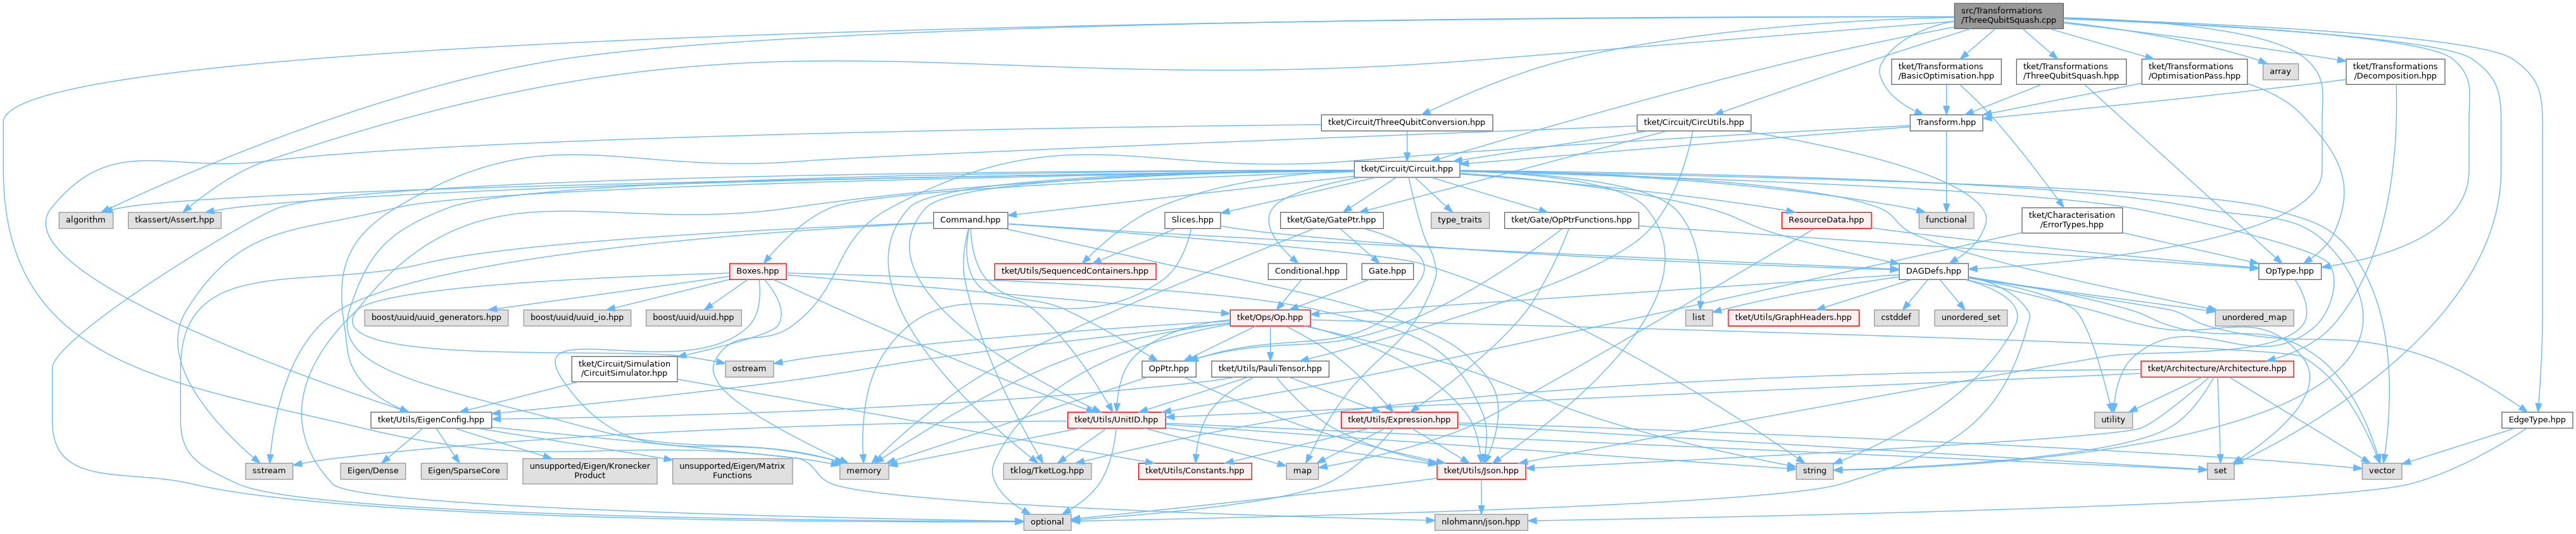 src/Transformations
/ThreeQubitSquash.cpp
tket/Transformations
/BasicOptimisation.hpp
tket/Transformations
/ThreeQubitSquash.hpp
tket/Transformations
/OptimisationPass.hpp
array
tket/Transformations
/Decomposition.hpp
tket/Circuit/ThreeQubitConversion.hpp
tket/Circuit/CircUtils.hpp
Transform.hpp
tket/Circuit/Circuit.hpp
algorithm
tkassert/Assert.hpp
Command.hpp
Slices.hpp
tket/Gate/GatePtr.hpp
type_traits
tket/Gate/OpPtrFunctions.hpp
ResourceData.hpp
functional
tket/Characterisation
/ErrorTypes.hpp
Boxes.hpp
tket/Utils/SequencedContainers.hpp
Conditional.hpp
Gate.hpp
DAGDefs.hpp
OpType.hpp
boost/uuid/uuid_generators.hpp
boost/uuid/uuid_io.hpp
boost/uuid/uuid.hpp
tket/Ops/Op.hpp
list
tket/Utils/GraphHeaders.hpp
cstddef
unordered_set
unordered_map
tket/Circuit/Simulation
/CircuitSimulator.hpp
ostream
OpPtr.hpp
tket/Utils/PauliTensor.hpp
tket/Architecture/Architecture.hpp
tket/Utils/EigenConfig.hpp
tket/Utils/UnitID.hpp
tket/Utils/Expression.hpp
utility
EdgeType.hpp
sstream
Eigen/Dense
Eigen/SparseCore
unsupported/Eigen/Kronecker
Product
unsupported/Eigen/Matrix
Functions
memory
tklog/TketLog.hpp
tket/Utils/Constants.hpp
map
tket/Utils/Json.hpp
string
set
vector
optional
nlohmann/json.hpp